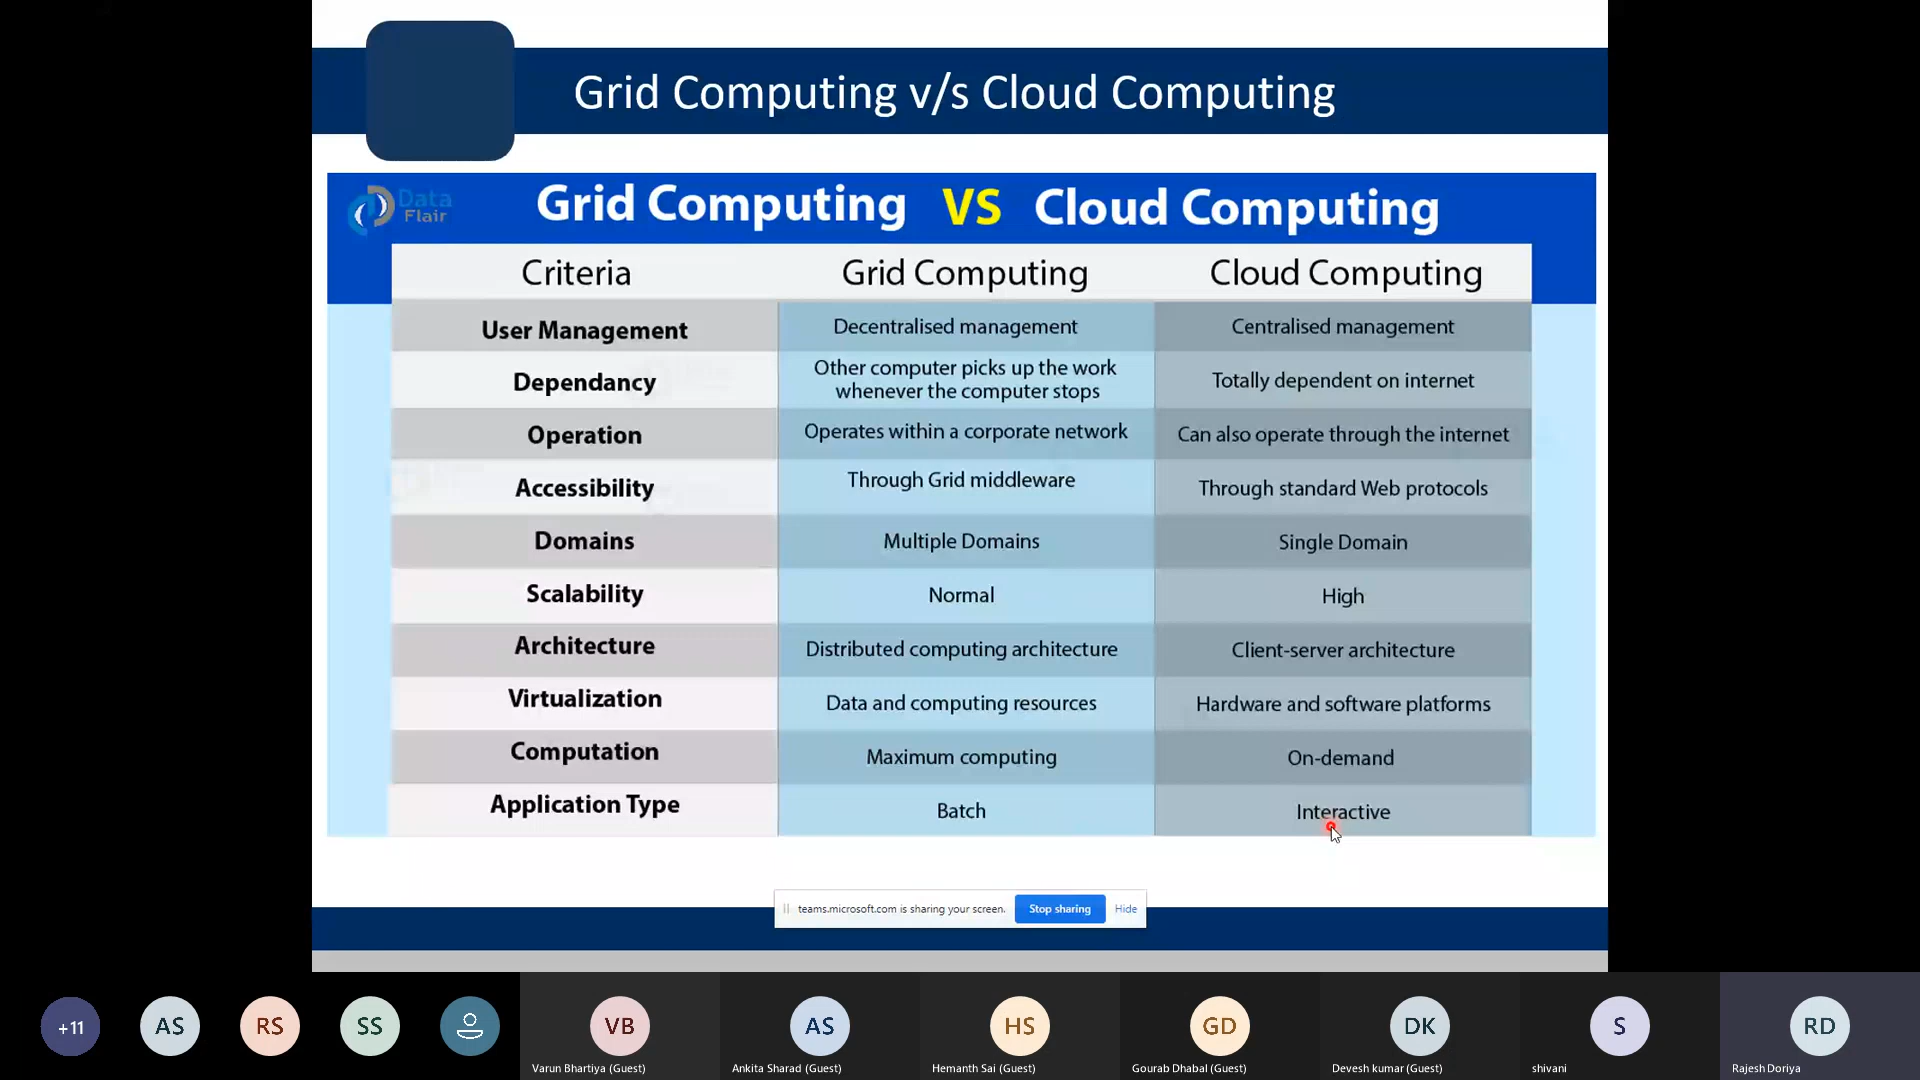 Grid Computing v/s Cloud Computing
Data
Flair
Grid Computing VS Cloud Computing
Criteria Grid Computing Cloud Computing
User Management Decentralised management Centralised management
Dependancy Other computer picks up the work Totally dependent on internet
whenever the computer stops
Operation Operates within a corporate network Can also operate through the internet
Accessibility Through Grid middleware Through standard Web protocols
Domains Multiple Domains Single Domain
Scalability Normal High
Architecture Distributed computing architecture Client-server architecture
Virtualization Data and computing resources Hardware and software platforms
Computation Maximum computing On-demand
Application Type Batch Interactive
teams.microsoft.com is sharing your screen. Stop sharing Hide
+11 AS RS SS VB AS HS GD DK S RD
Varun Bhartiya (Guest) Ankita Sharad (Guest) Hemanth Sai (Guest) Gourab Dhabal (Guest) Devesh kumar (Guest) shivani Rajesh Doriya